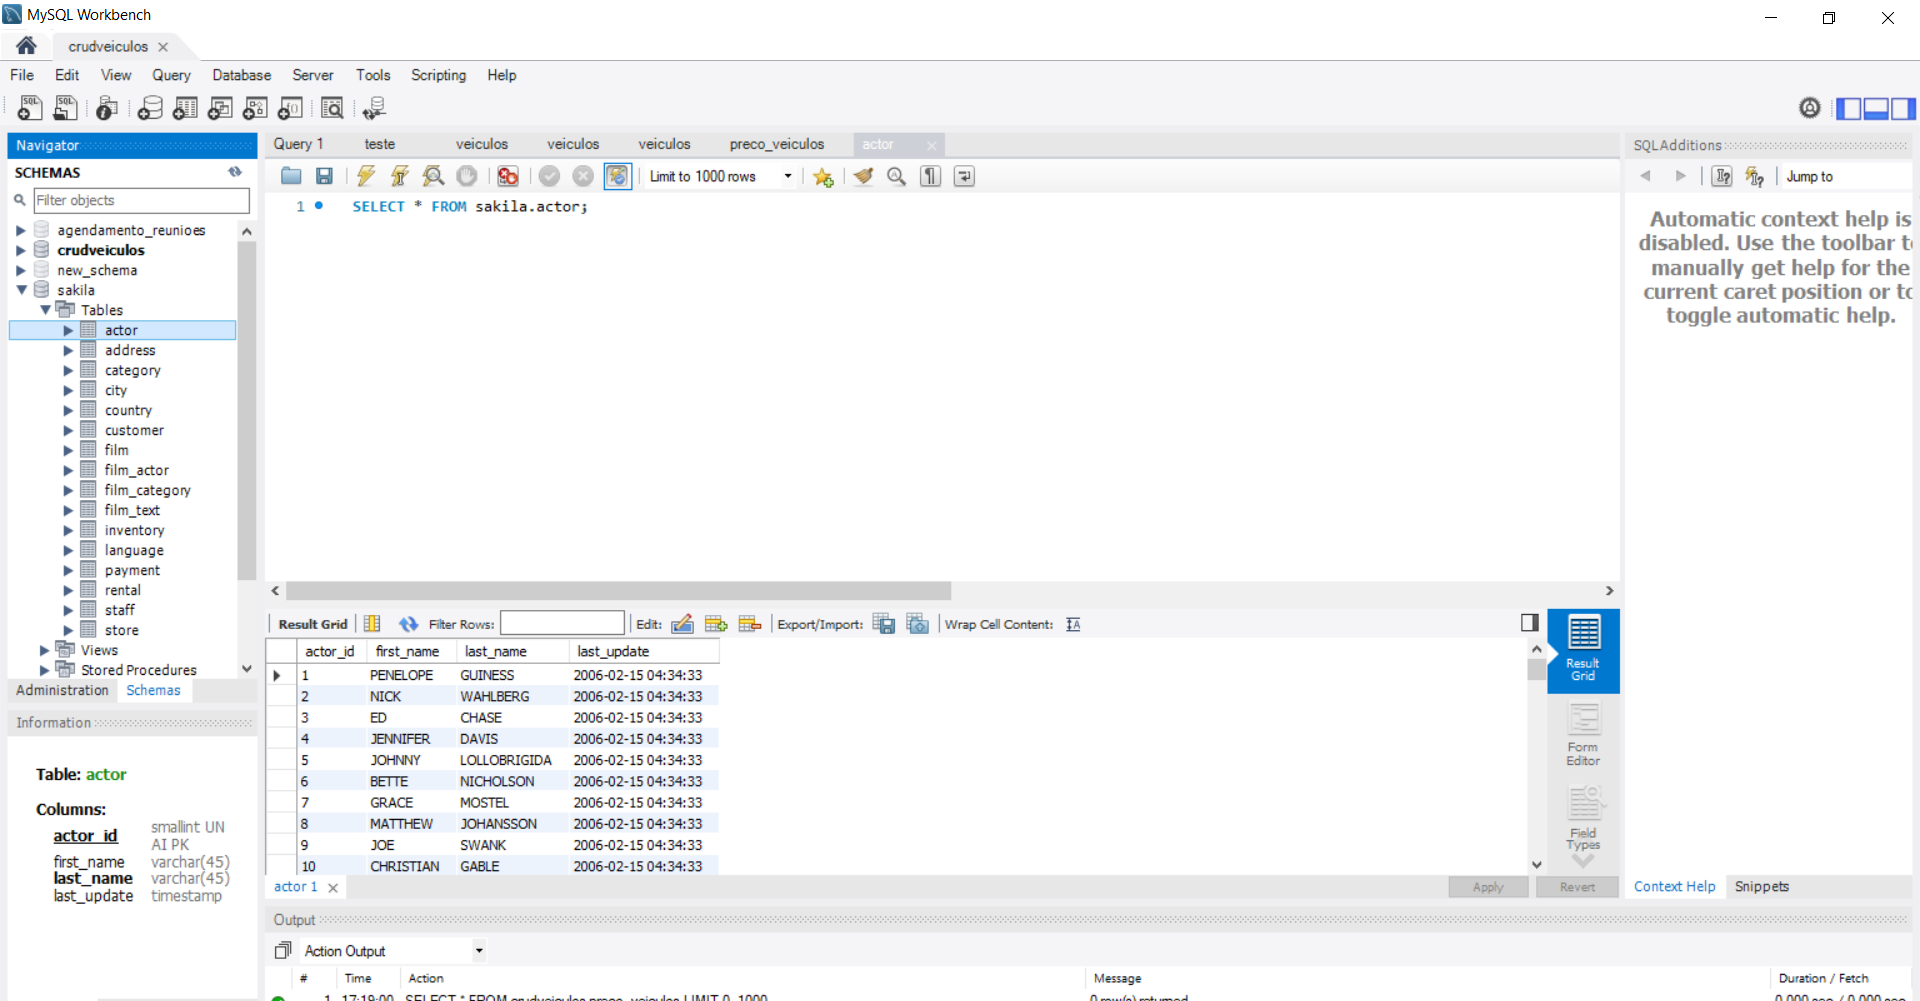 MySQL Workbench
crudveiculos
File Edit View Query Database Server Tools Scripting Help
Navigator
SCHEMAS
Filter objects
agendamento_reunioes
crudveiculos
new_schema
sakila
Tables
actor
address
category
city
country
customer
film
film_actor
film_category
film_text
inventory
language
payment
rental
staff
store
Views
Stored Procedures
Administration Schemas
Information
Table: actor
Columns:
actor_id smallint UN AI PK
first_name varchar(45)
last_name varchar(45)
last_update timestamp
Query 1 teste veiculos veiculos veiculos preco_veiculos actor
Limit to 1000 rows
1 SELECT * FROM sakila.actor;
Result Grid Filter Rows: Edit: Export/Import: Wrap Cell Content:
actor_id first_name last_name last_update
1 PENELOPE GUINESS 2006-02-15 04:34:33
2 NICK WAHLBERG 2006-02-15 04:34:33
3 ED CHASE 2006-02-15 04:34:33
4 JENNIFER DAVIS 2006-02-15 04:34:33
5 JOHNNY LOLLOBRIGIDA 2006-02-15 04:34:33
6 BETTE NICHOLSON 2006-02-15 04:34:33
7 GRACE MOSTEL 2006-02-15 04:34:33
8 MATTHEW JOHANSSON 2006-02-15 04:34:33
9 JOE SWANK 2006-02-15 04:34:33
10 CHRISTIAN GABLE 2006-02-15 04:34:33
actor 1
Apply Revert
Result Grid
Form Editor
Field Types
SQLAdditions
Jump to
Automatic context help is
disabled. Use the toolbar to
manually get help for the
current caret position or to
toggle automatic help.
Context Help Snippets
Output
Action Output
# Time Action Message Duration / Fetch
1 17:19:00 SELECT * FROM crudveiculos.preco_veiculos LIMIT 0, 1000 0 row(s) returned 0.000 sec / 0.000 sec